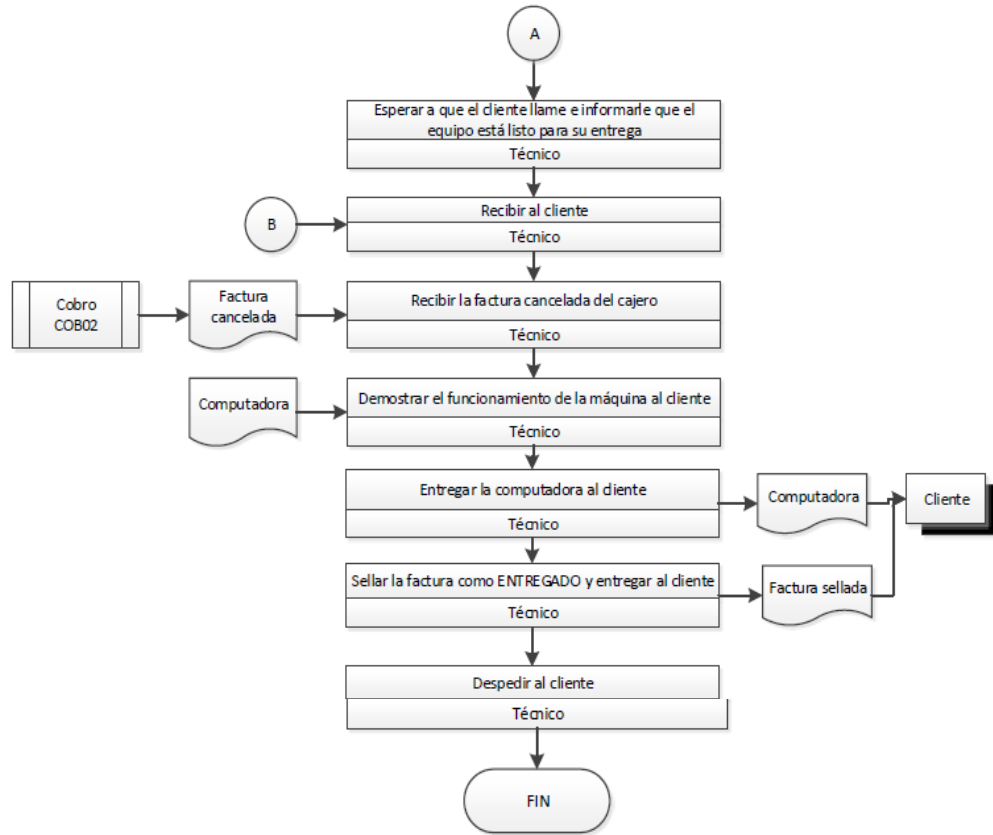 A
Esperar a que el cliente llame e informarle que el
equipo está listo para su entrega
Técnico
B
Recibir al cliente
Técnico
Cobro
COB02
Factura
cancelada
Recibir la factura cancelada del cajero
Técnico
Computadora
Demostrar el funcionamiento de la máquina al cliente
Técnico
Entregar la computadora al cliente
Técnico
Computadora
Cliente
Sellar la factura como ENTREGADO y entregar al cliente
Técnico
Factura sellada
Despedir al cliente
Técnico
FIN